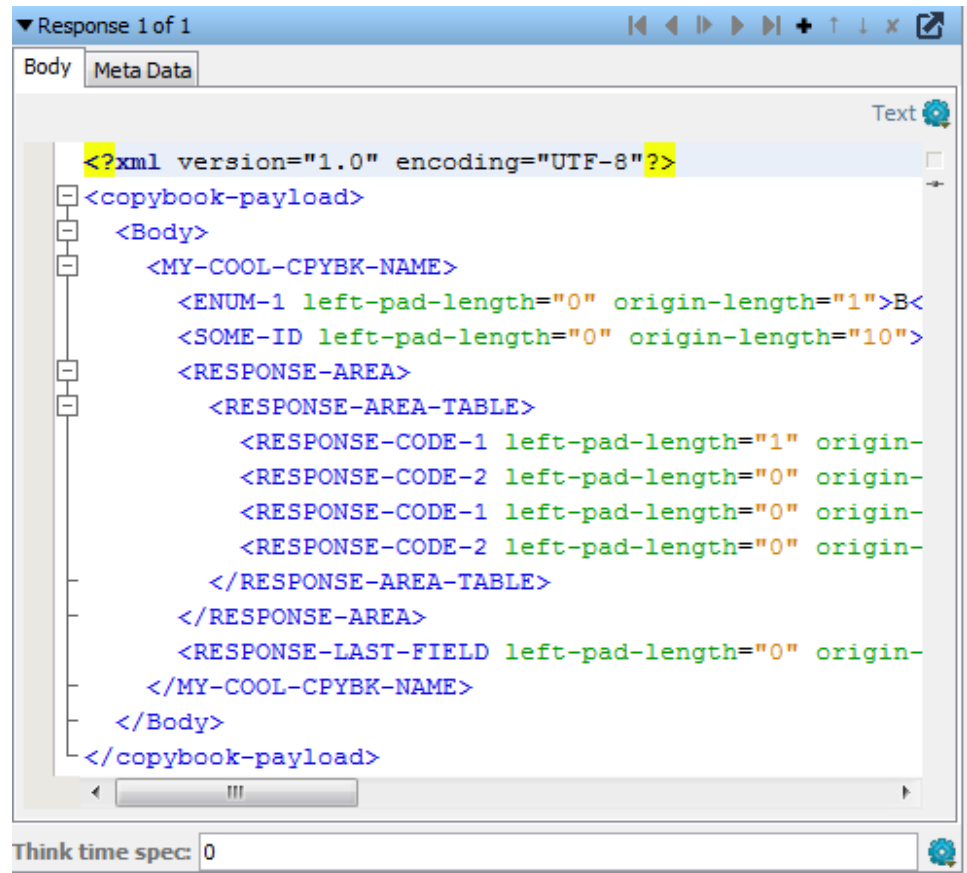 Response 1 of 1
Body Meta Data
Text
<?xml version="1.0" encoding="UTF-8"?>
<copybook-payload>
<Body>
<MY-COOL-CPYBK-NAME>
<ENUM-1 left-pad-length="0" origin-length="1">B<
<SOME-ID left-pad-length="0" origin-length="10">
<RESPONSE-AREA>
<RESPONSE-AREA-TABLE>
<RESPONSE-CODE-1 left-pad-length="1" origin-
<RESPONSE-CODE-2 left-pad-length="0" origin-
<RESPONSE-CODE-1 left-pad-length="0" origin-
<RESPONSE-CODE-2 left-pad-length="0" origin-
</RESPONSE-AREA-TABLE>
</RESPONSE-AREA>
<RESPONSE-LAST-FIELD left-pad-length="0" origin-
</MY-COOL-CPYBK-NAME>
</Body>
</copybook-payload>
Think time spec: 0